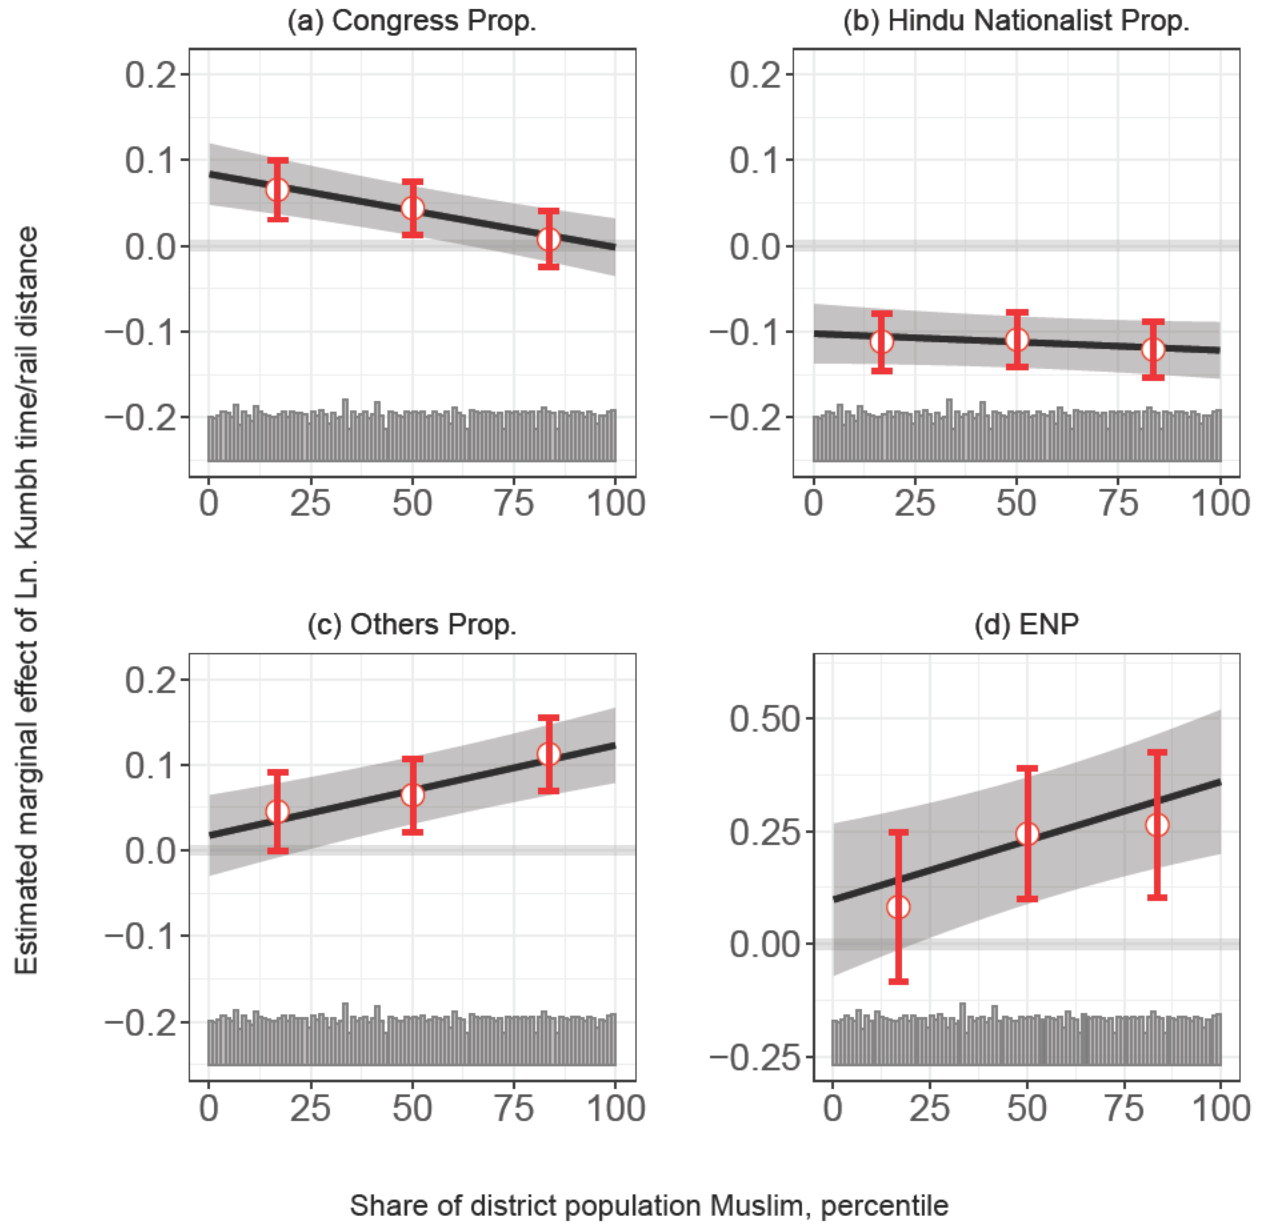 (a) Congress Prop.
(b) Hindu Nationalist Prop.
0.2
0.1
0.0
−0.1
−0.2
0 25 50 75 100
0.2
0.1
0.0
−0.1
−0.2
0 25 50 75 100
Estimated marginal effect of Ln. Kumbh time/rail distance
(c) Others Prop.
(d) ENP
0.2
0.1
0.0
−0.1
−0.2
0 25 50 75 100
0.50
0.25
0.00
−0.25
0 25 50 75 100
Share of district population Muslim, percentile